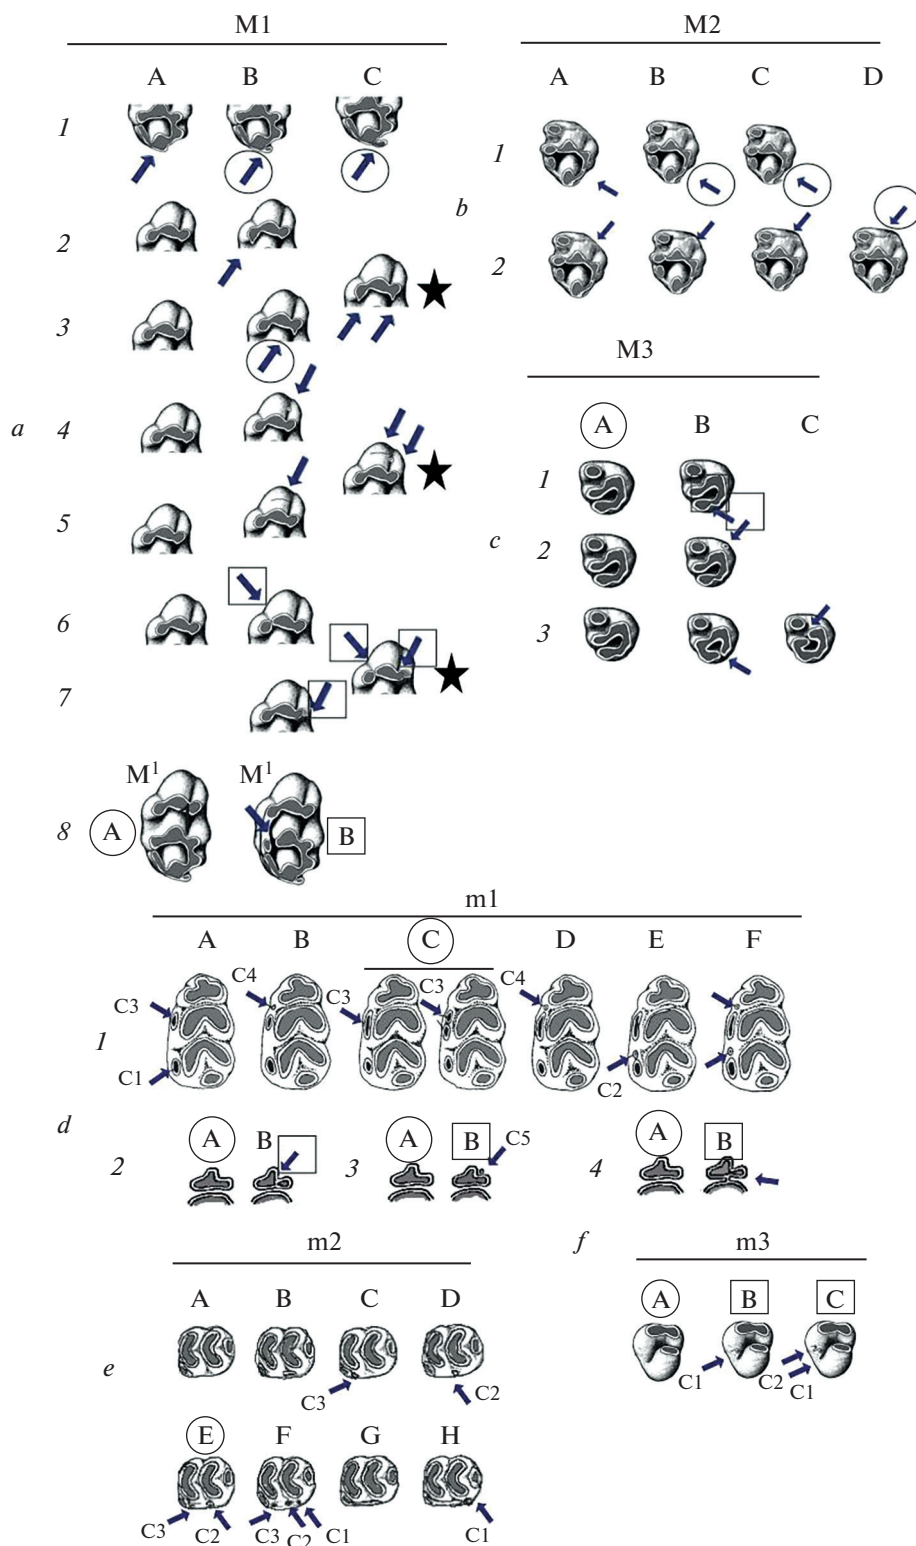 M1
M2
A B C
A B C D
1
1
b
2
2
3
M3
a
4
A B C
1
5
c
2
6
3
7
M¹ M¹
8 A B
m1
A B C D E F
C4 C3 C4
C3 C3
1
C1 C2
d
A B A B C5 A B
2 3 4
m2
f m3
A B C D
A B C
e
C1 C2
C3 C2 C1
E F G H
C3 C2 C3 C2 C1 C1